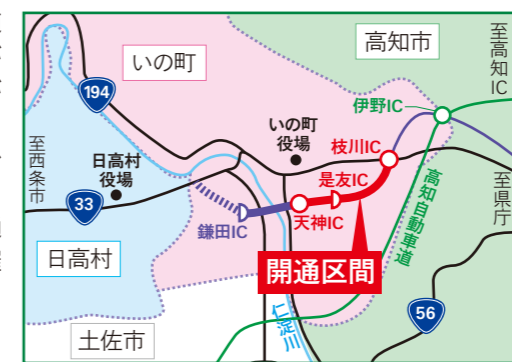 高知市
至高知IC
いの町
194
伊野IC
いの町
役場
枝川IC
至西条市
日高村
役場
是友IC
高知自動車道
至県庁
33
鎌田IC
天神IC
日高村
開通区間
仁淀川
56
土佐市